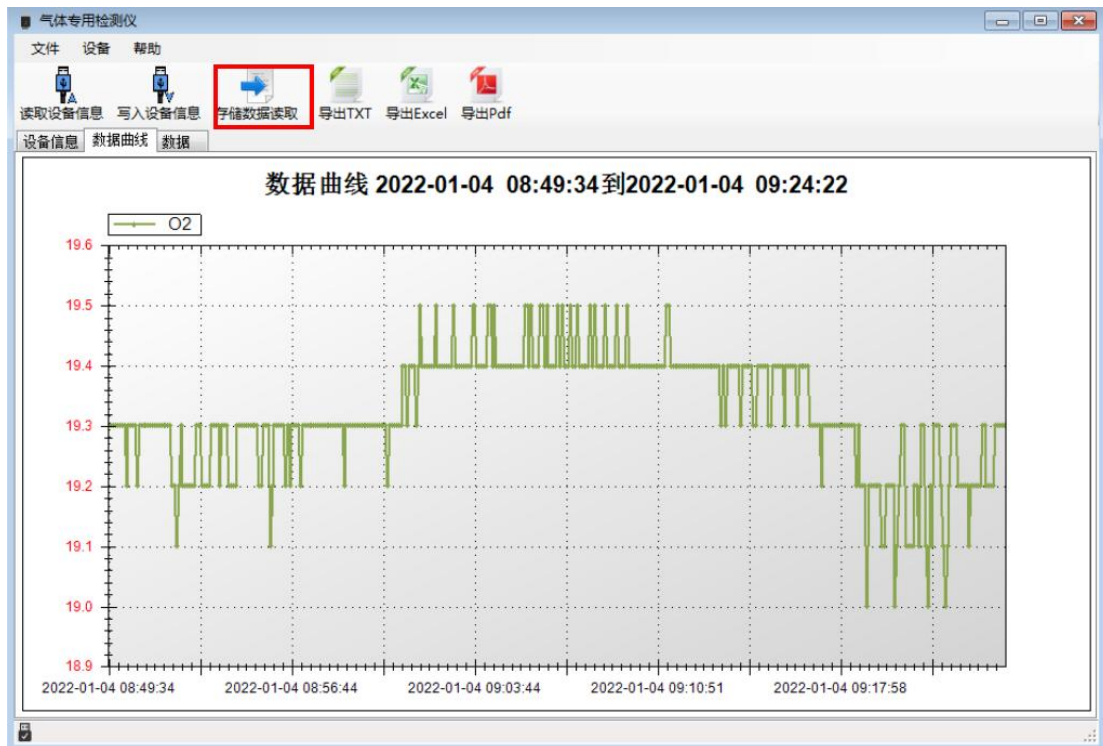 气体专用检测仪
文件 设备 帮助
读取设备信息 写入设备信息 存储数据读取 导出TXT 导出Excel 导出Pdf
设备信息 数据曲线 数据
数据曲线 2022-01-04 08:49:34到2022-01-04 09:24:22
O2
19.6
19.5
19.4
19.3
19.2
19.1
19.0
18.9
2022-01-04 08:49:34 2022-01-04 08:56:44 2022-01-04 09:03:44 2022-01-04 09:10:51 2022-01-04 09:17:58